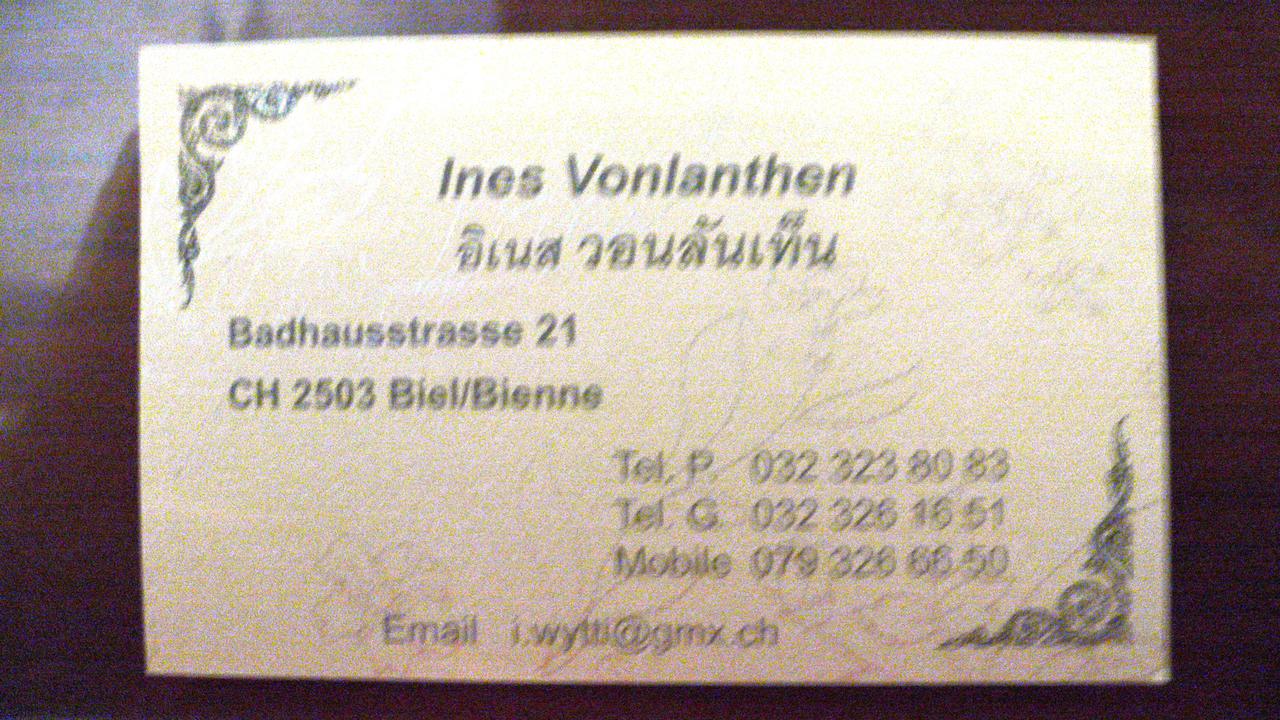 Ines Vonlanthen
อิเนส วอนลันเท็น
Badhausstrasse 21
CH 2503 Biel/Bienne
Tel. P. 032 323 80 83
Tel. G. 032 326 16 51
Mobile 079 326 66 50
Email